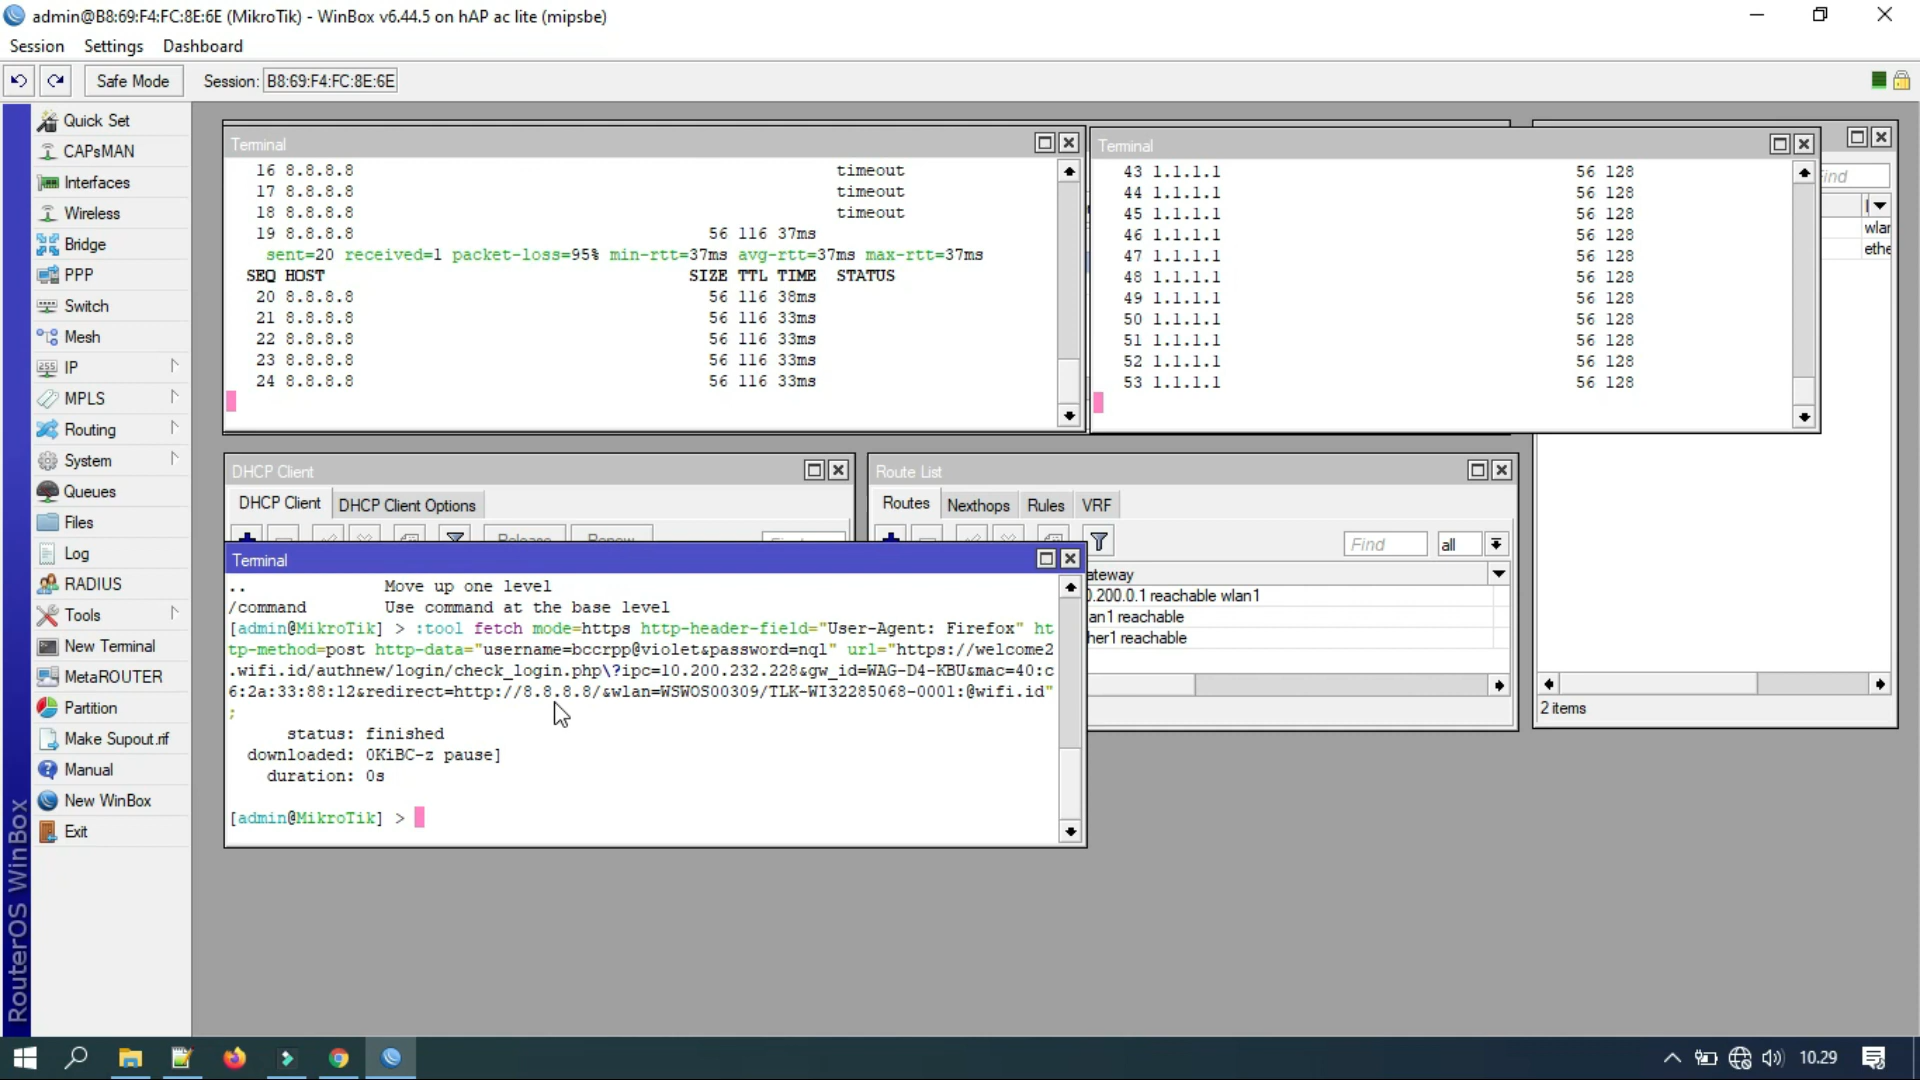 admin@B8:69:F4:FC:8E:6E (MikroTik) - WinBox v6.44.5 on hAP ac lite (mipsbe)
Session Settings Dashboard
Safe Mode Session: B8:69:F4:FC:8E:6E
Quick Set
CAPsMAN
Interfaces
Wireless
Bridge
PPP
Switch
Mesh
IP
MPLS
Routing
System
Queues
Files
Log
RADIUS
Tools
New Terminal
MetaROUTER
Partition
Make Supout.rif
Manual
New WinBox
Exit
RouterOS WinBox
Terminal
16 8.8.8.8 timeout
17 8.8.8.8 timeout
18 8.8.8.8 timeout
19 8.8.8.8 56 116 37ms
sent=20 received=1 packet-loss=95% min-rtt=37ms avg-rtt=37ms max-rtt=37ms
SEQ HOST SIZE TTL TIME STATUS
20 8.8.8.8 56 116 38ms
21 8.8.8.8 56 116 33ms
22 8.8.8.8 56 116 33ms
23 8.8.8.8 56 116 33ms
24 8.8.8.8 56 116 33ms
Terminal
43 1.1.1.1 56 128
44 1.1.1.1 56 128
45 1.1.1.1 56 128
46 1.1.1.1 56 128
47 1.1.1.1 56 128
48 1.1.1.1 56 128
49 1.1.1.1 56 128
50 1.1.1.1 56 128
51 1.1.1.1 56 128
52 1.1.1.1 56 128
53 1.1.1.1 56 128
2 items
DHCP Client
DHCP Client DHCP Client Options
Release Renew
Route List
Routes Nexthops Rules VRF
Find all
ateway
0.200.0.1 reachable wlan1
an1 reachable
her1 reachable
Terminal
.. Move up one level
/command Use command at the base level
[admin@MikroTik] > :tool fetch mode=https http-header-field="User-Agent: Firefox" ht
tp-method=post http-data="username=bccrpp@violet&password=nql" url="https://welcome2
.wifi.id/authnew/login/check_login.php\?ipc=10.200.232.228&gw_id=WAG-D4-KBU&mac=40:c
6:2a:33:88:12&redirect=http://8.8.8.8/&wlan=WSWOS00309/TLK-WI32285068-0001:@wifi.id"
;
status: finished
downloaded: 0KiBC-z pause]
duration: 0s
[admin@MikroTik] >
10.29